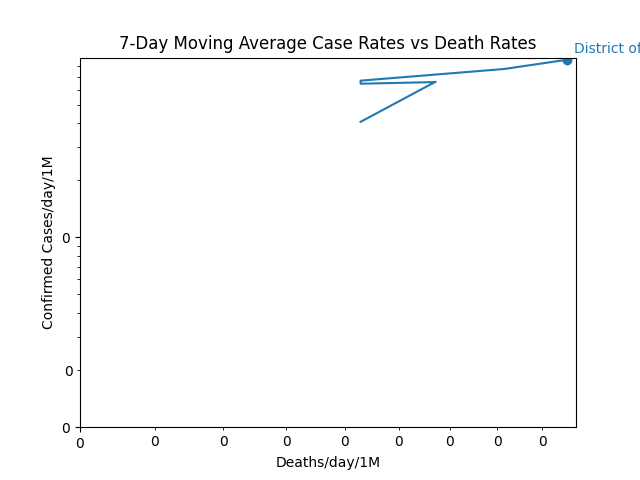 7-Day Moving Average Case Rates vs Death Rates
District of
Confirmed Cases/day/1M
0
0
0
0 0 0 0 0 0 0 0 0
Deaths/day/1M